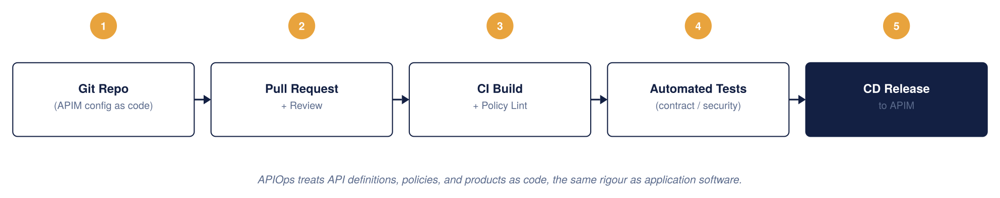 1
2
3
4
5
Git Repo
(APIM config as code)
Pull Request
+ Review
CI Build
+ Policy Lint
Automated Tests
(contract / security)
CD Release
to APIM
APIOps treats API definitions, policies, and products as code, the same rigour as application software.